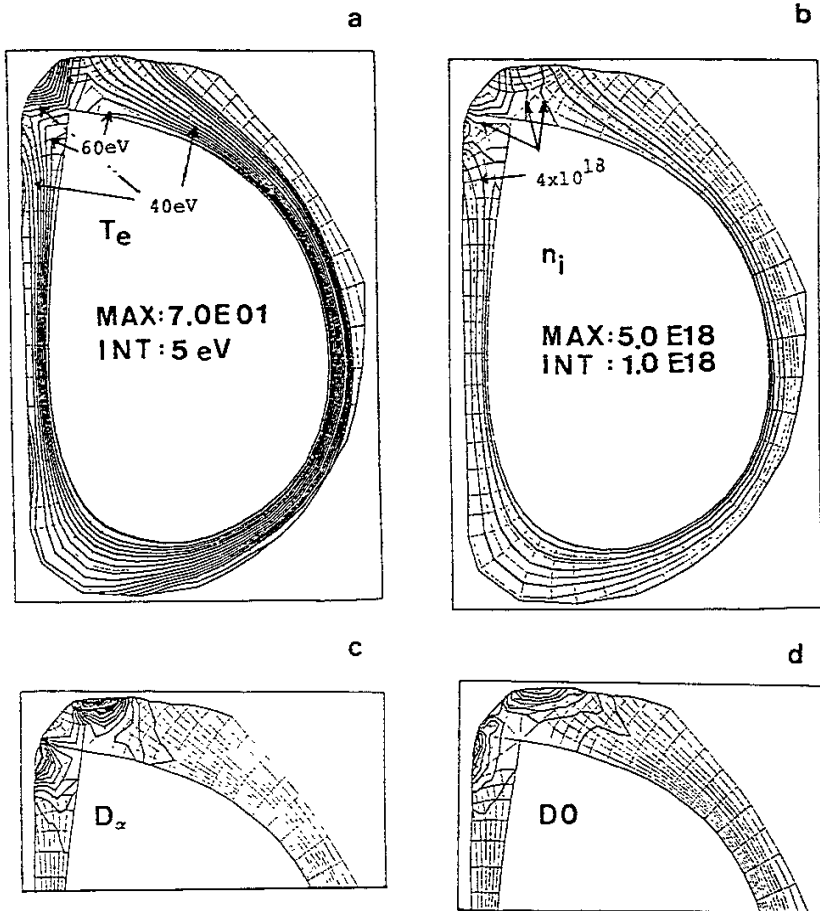 a
60eV
40eV
Te
MAX:7.0E01
INT:5 eV
b
4x10^18
ni
MAX:5.0 E18
INT :1.0 E18
c
Dα
d
D0